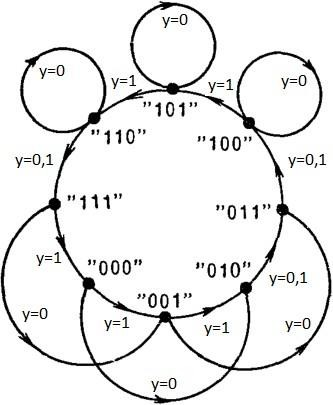 y=0
y=0
y=0
y=1
y=1
"101"
"110"
"100"
y=0,1
y=0,1
"111"
"011"
y=1
"000"
"010"
y=0,1
"001"
y=0
y=1
y=1
y=0
y=0